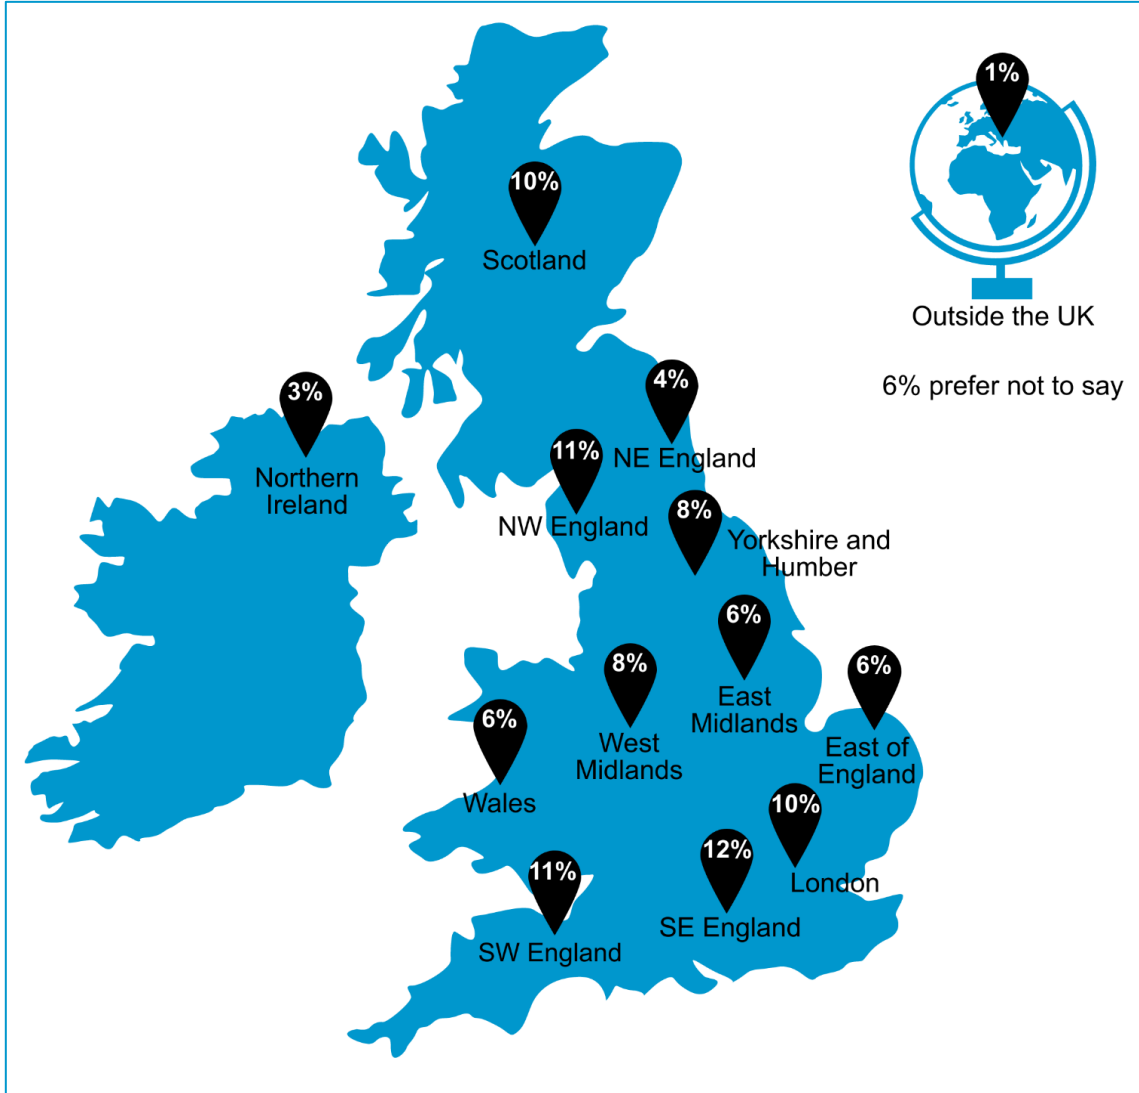 1%
Outside the UK
6% prefer not to say
10%
Scotland
3%
Northern
Ireland
4%
NE England
11%
NW England
8%
Yorkshire and
Humber
6%
East
Midlands
8%
West
Midlands
6%
East of
England
6%
Wales
10%
London
12%
SE England
11%
SW England